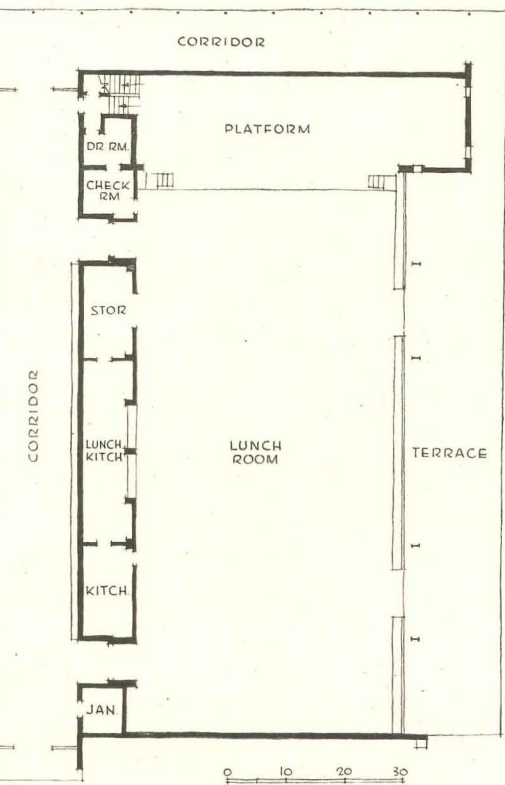 CORRIDOR
PLATFORM
DR. RM.
CHECK
RM
STOR
CORRIDOR
LUNCH
KITCH
LUNCH
ROOM
TERRACE
KITCH.
JAN
0 10 20 30